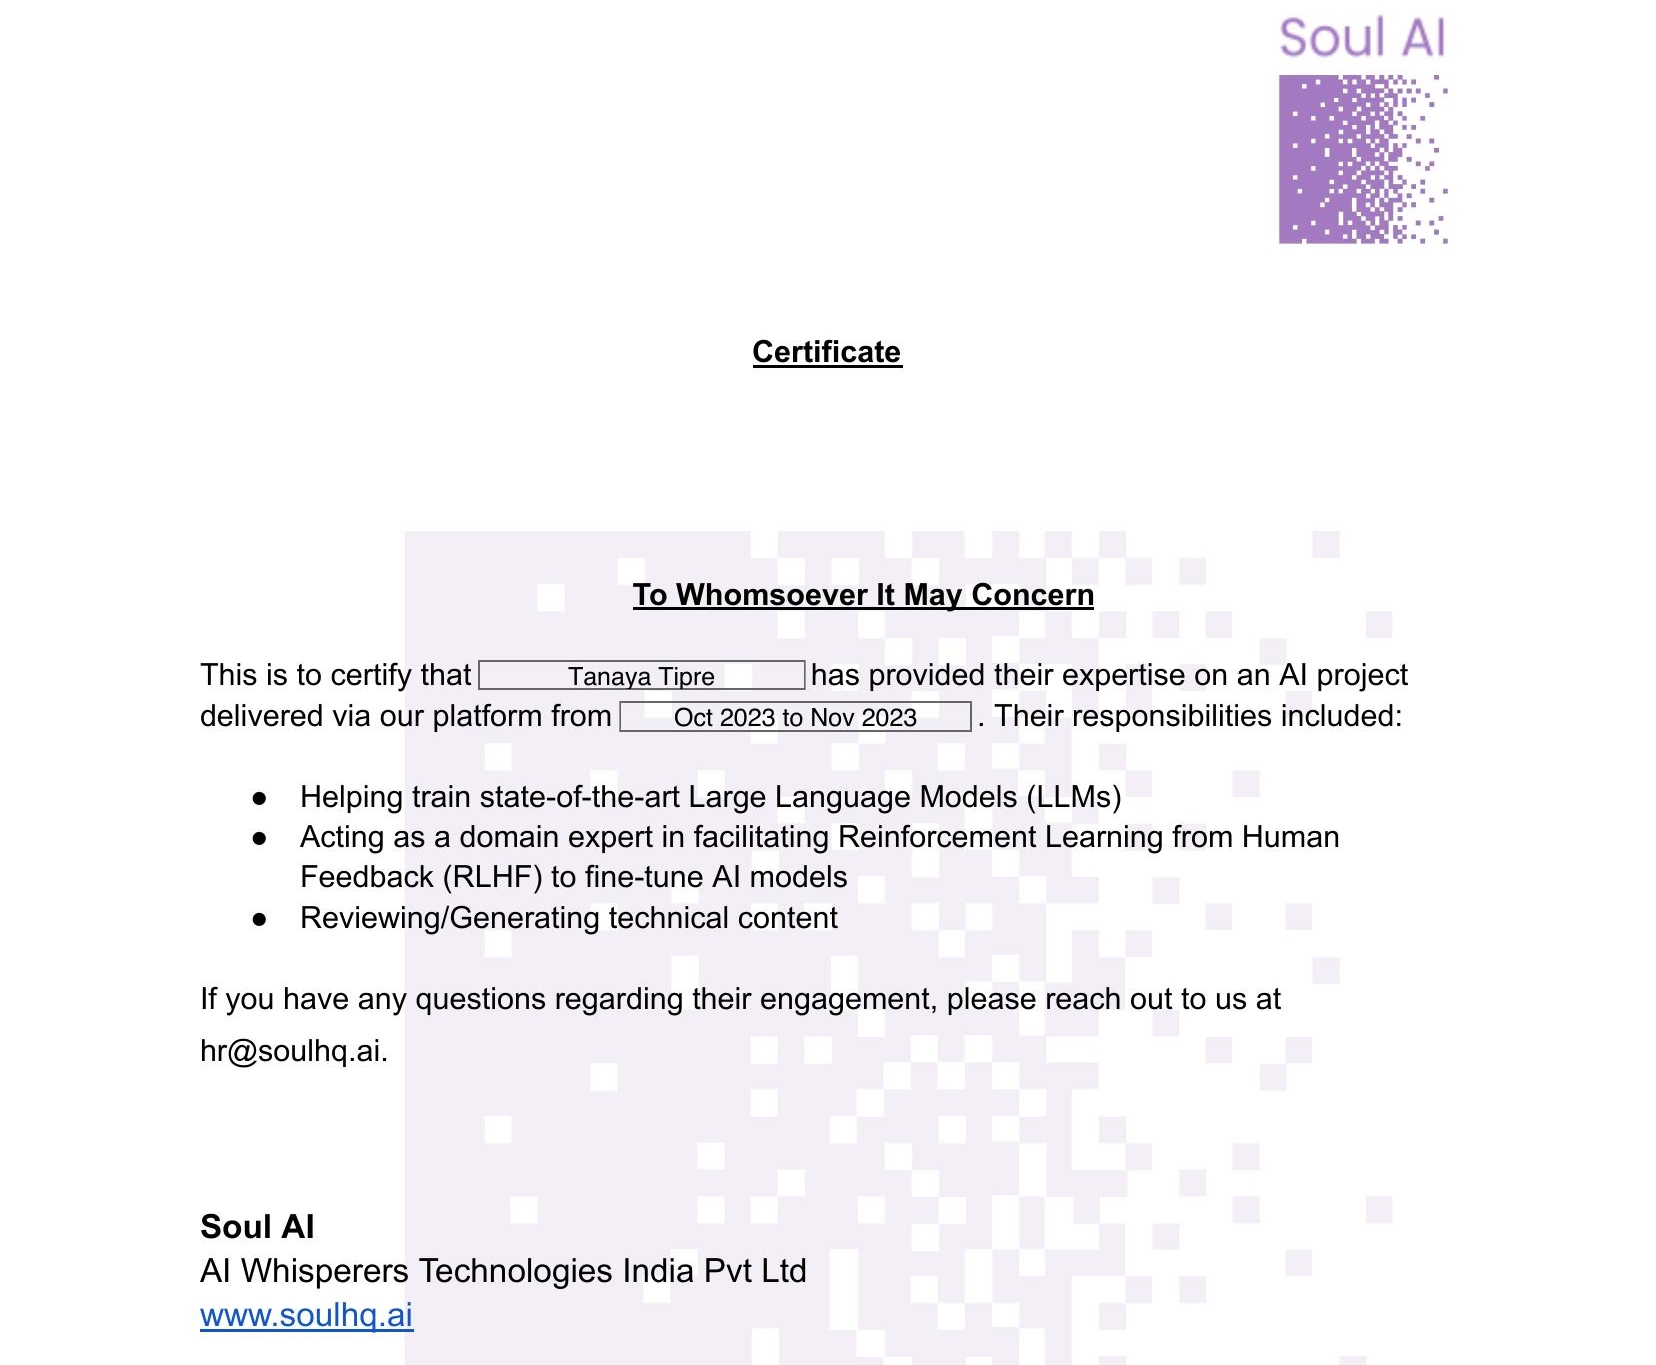 Soul AI
Certificate
To Whomsoever It May Concern
This is to certify that Tanaya Tipre has provided their expertise on an AI project
delivered via our platform from Oct 2023 to Nov 2023 . Their responsibilities included:
● Helping train state-of-the-art Large Language Models (LLMs)
● Acting as a domain expert in facilitating Reinforcement Learning from Human
Feedback (RLHF) to fine-tune AI models
● Reviewing/Generating technical content
If you have any questions regarding their engagement, please reach out to us at
hr@soulhq.ai.
Soul AI
AI Whisperers Technologies India Pvt Ltd
www.soulhq.ai